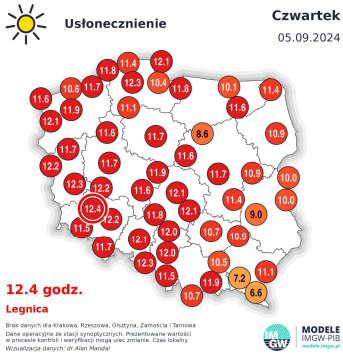 Usłonecznienie
Czwartek
05.09.2024
11.8 11.4 12.1
11.6 10.6 11.7 12.3 10.4 11.8 10.1 11.4
12.1 11.9 11.1 11.6
11.6 11.7 8.6 10.9
11.7 11.6
12.2 11.7 11.9 11.7 10.9 10.0
12.3 12.2 11.6 12.1 11.4 10.0
12.4 12.2 11.8 12.1 9.0
11.5 12.0 10.7 10.9
11.7 12.1 12.0
12.3 10.5 11.1
11.5 11.9 7.2
10.7 6.6
12.4 godz.
Legnica
Brak danych dla Krakowa, Rzeszowa, Olsztyna, Zamościa i Tarnowa
Dane operacyjne ze stacji synoptycznych. Prezentowane wartości
w procesie kontroli i weryfikacji mogą ulec zmianie. Czas lokalny.
Wizualizacja danych: dr Alan Mandal
IM
GW
MODELE
IMGW-PIB
modele.imgw.pl